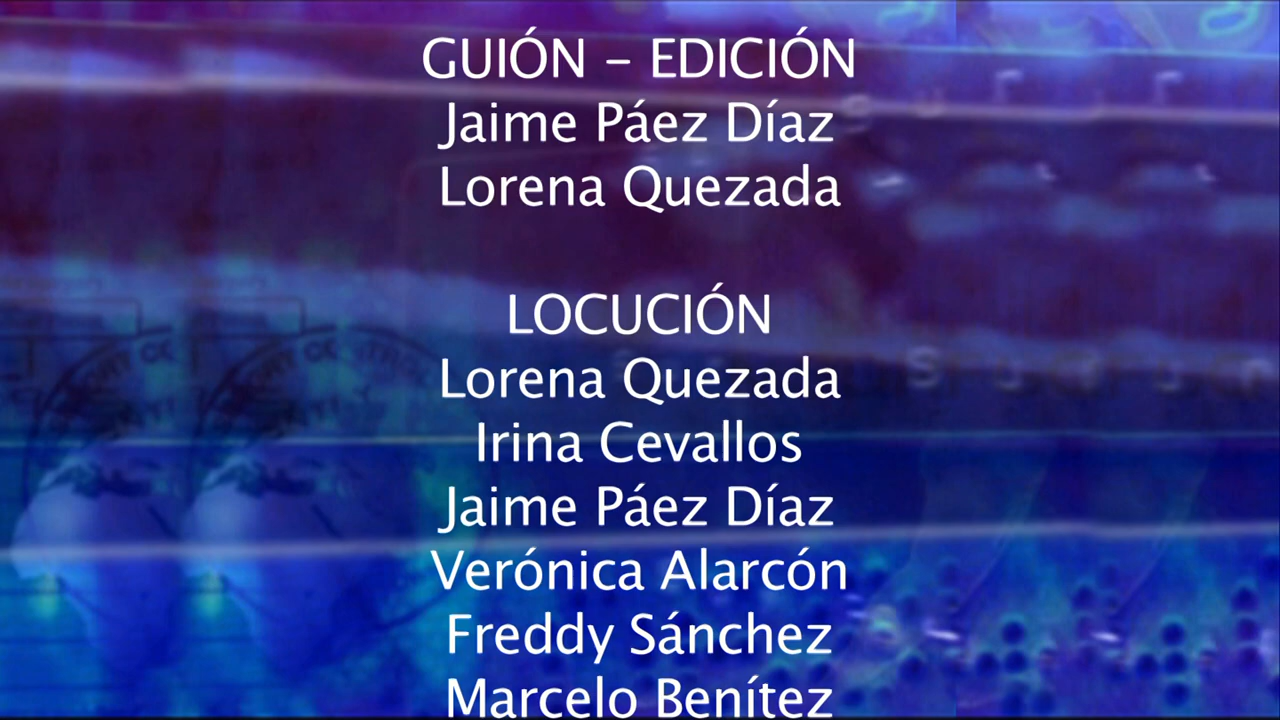 GUIÓN – EDICIÓN
Jaime Páez Díaz
Lorena Quezada
LOCUCIÓN
Lorena Quezada
Irina Cevallos
Jaime Páez Díaz
Verónica Alarcón
Freddy Sánchez
Marcelo Benítez